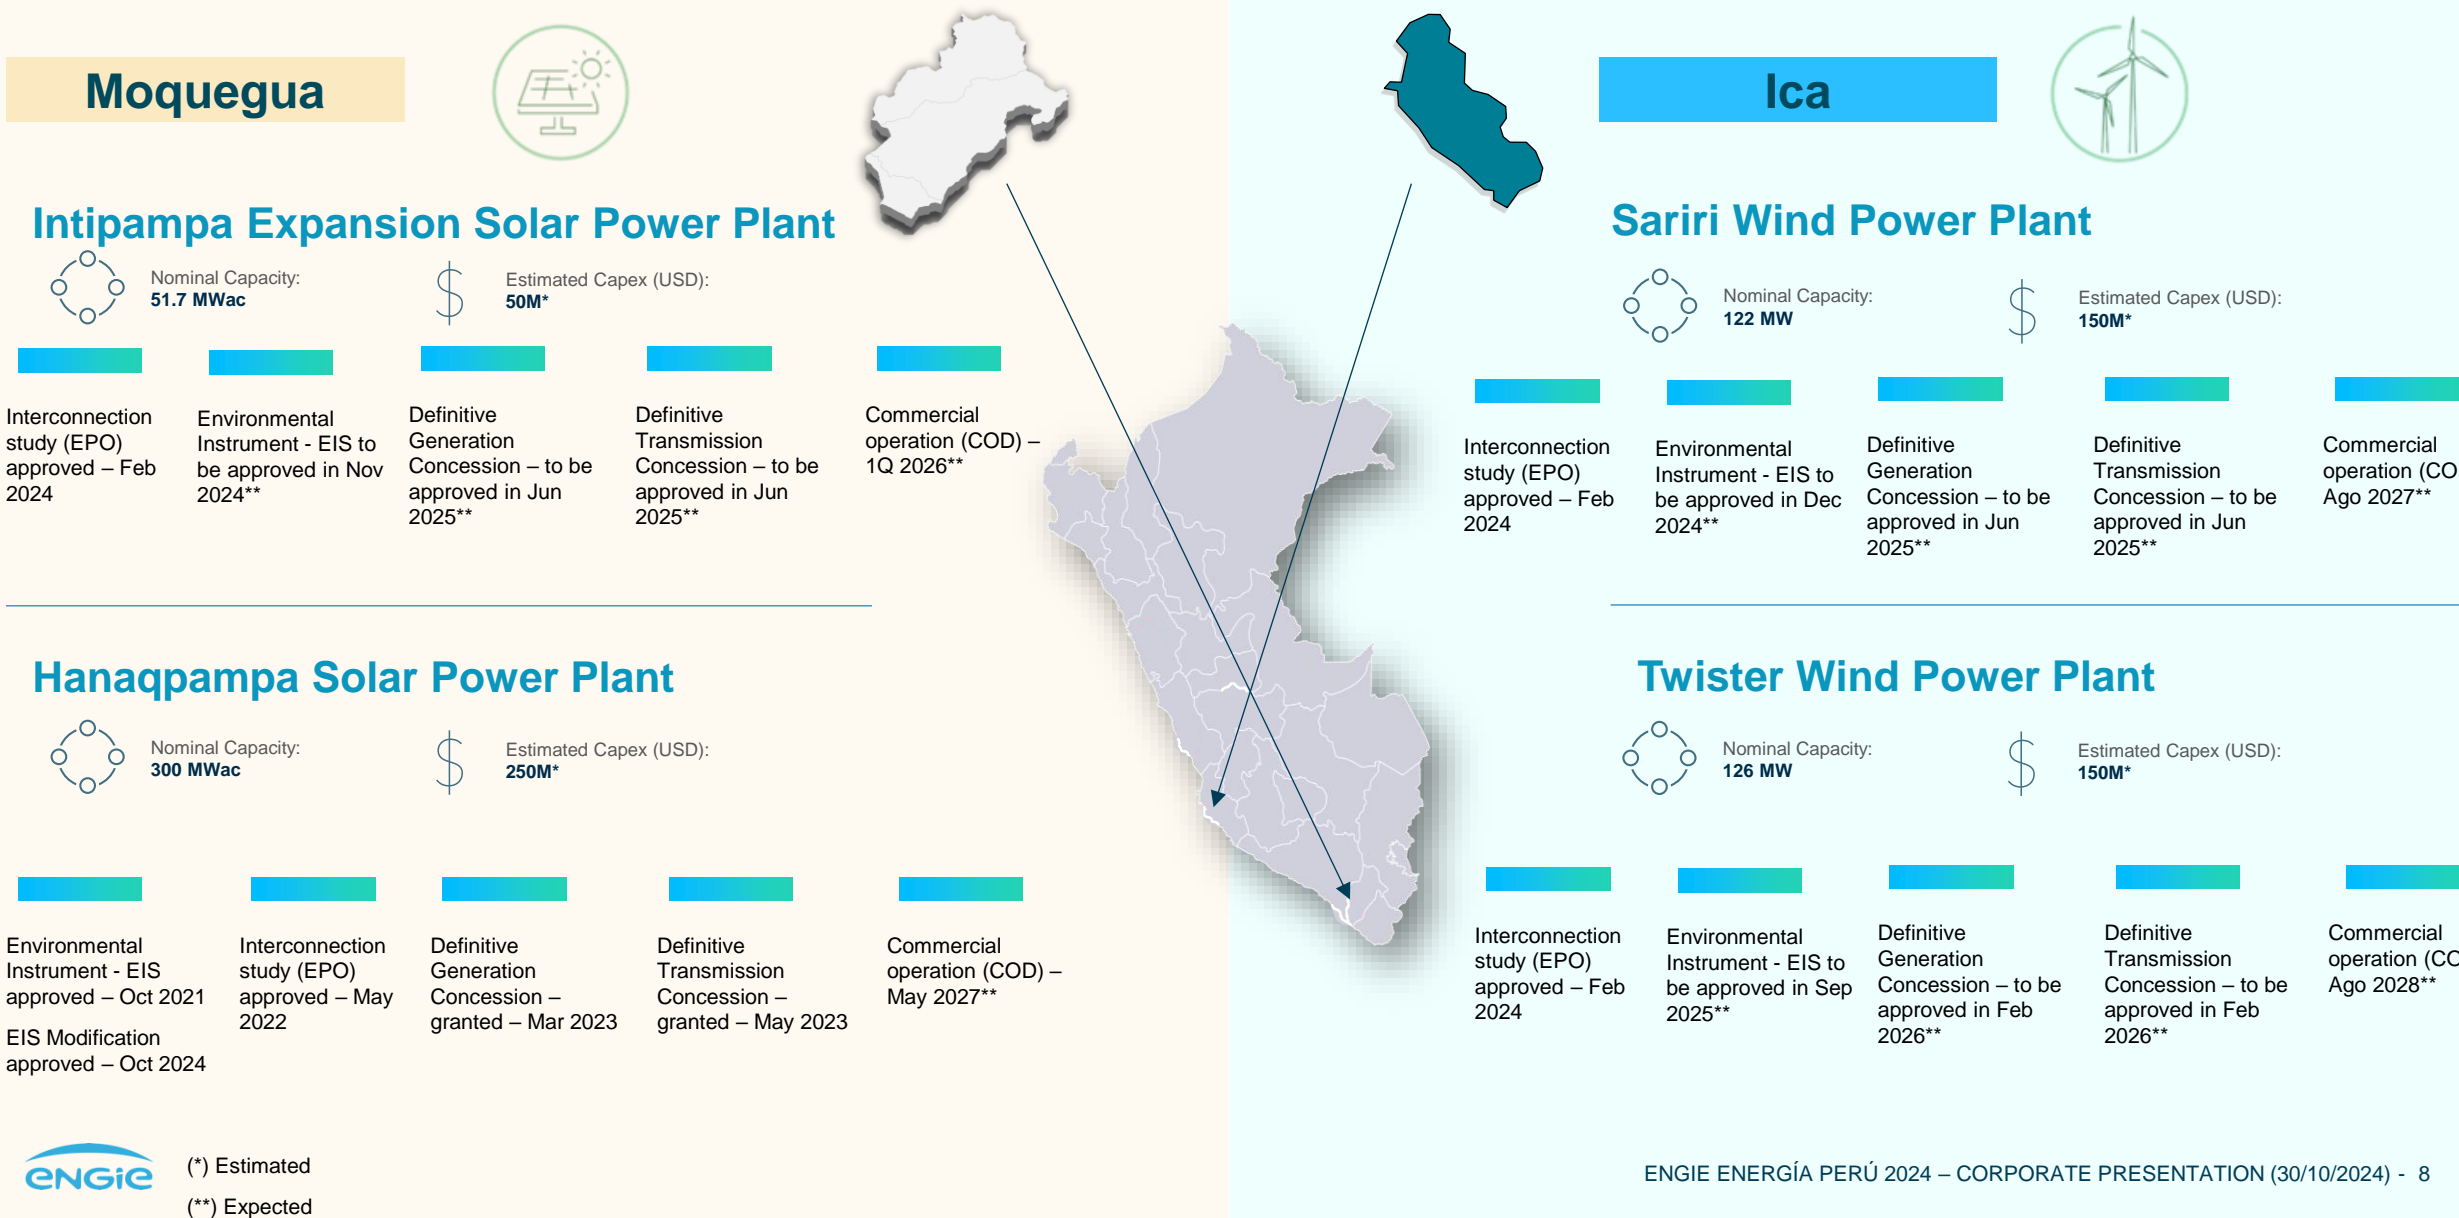 Moquegua
Intipampa Expansion Solar Power Plant
Nominal Capacity:
51.7 MWac
Estimated Capex (USD):
50M*
Interconnection
study (EPO)
approved – Feb
2024
Environmental
Instrument - EIS to
be approved in Nov
2024**
Definitive
Generation
Concession – to be
approved in Jun
2025**
Definitive
Transmission
Concession – to be
approved in Jun
2025**
Commercial
operation (COD) –
1Q 2026**
Hanaqpampa Solar Power Plant
Nominal Capacity:
300 MWac
Estimated Capex (USD):
250M*
Environmental
Instrument - EIS
approved – Oct 2021
EIS Modification
approved – Oct 2024
Interconnection
study (EPO)
approved – May
2022
Definitive
Generation
Concession –
granted – Mar 2023
Definitive
Transmission
Concession –
granted – May 2023
Commercial
operation (COD) –
May 2027**
Ica
Sariri Wind Power Plant
Nominal Capacity:
122 MW
Estimated Capex (USD):
150M*
Interconnection
study (EPO)
approved – Feb
2024
Environmental
Instrument - EIS to
be approved in Dec
2024**
Definitive
Generation
Concession – to be
approved in Jun
2025**
Definitive
Transmission
Concession – to be
approved in Jun
2025**
Commercial
operation (CO
Ago 2027**
Twister Wind Power Plant
Nominal Capacity:
126 MW
Estimated Capex (USD):
150M*
Interconnection
study (EPO)
approved – Feb
2024
Environmental
Instrument - EIS to
be approved in Sep
2025**
Definitive
Generation
Concession – to be
approved in Feb
2026**
Definitive
Transmission
Concession – to be
approved in Feb
2026**
Commercial
operation (CO
Ago 2028**
ENGIE
(*) Estimated
(**) Expected
ENGIE ENERGÍA PERÚ 2024 – CORPORATE PRESENTATION (30/10/2024) - 8